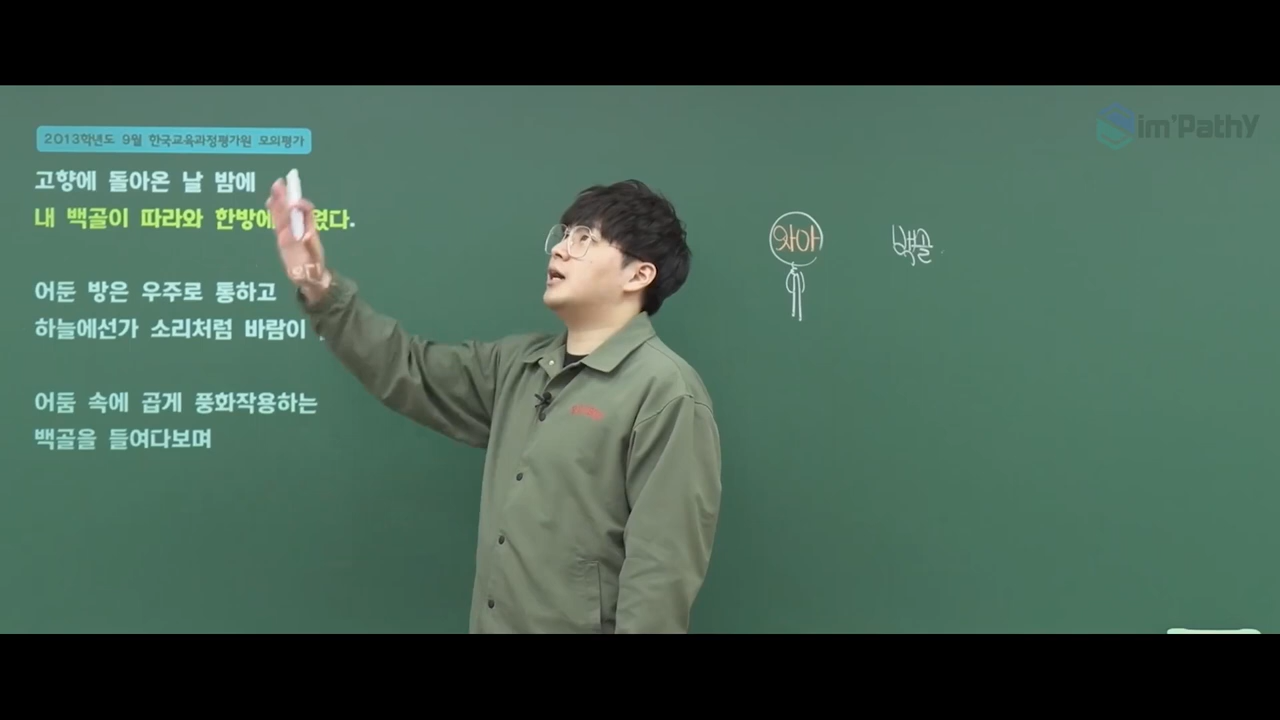 2013학년도 9월 한국교육과정평가원 모의평가
고향에 돌아온 날 밤에
내 백골이 따라와 한방에
어둔 방은 우주로 통하고
하늘에선가 소리처럼 바람이
어둠 속에 곱게 풍화작용하는
백골을 들여다보며
자아
백골
im'PathY